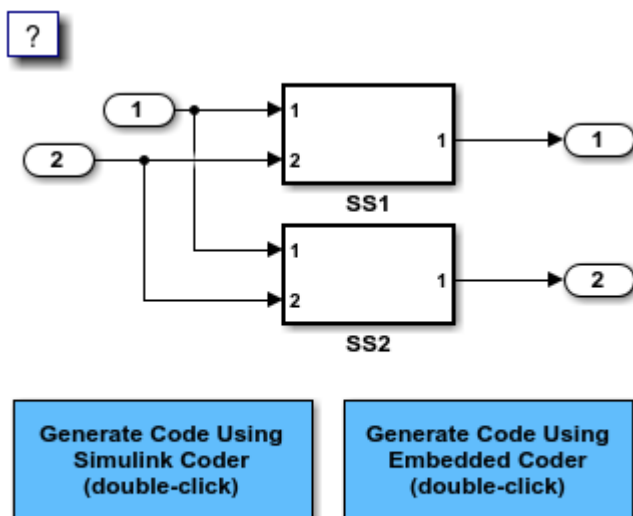 ?
1
1
1
1
2
2
SS1
1
1
2
2
SS2
Generate Code Using
Simulink Coder
(double-click)
Generate Code Using
Embedded Coder
(double-click)